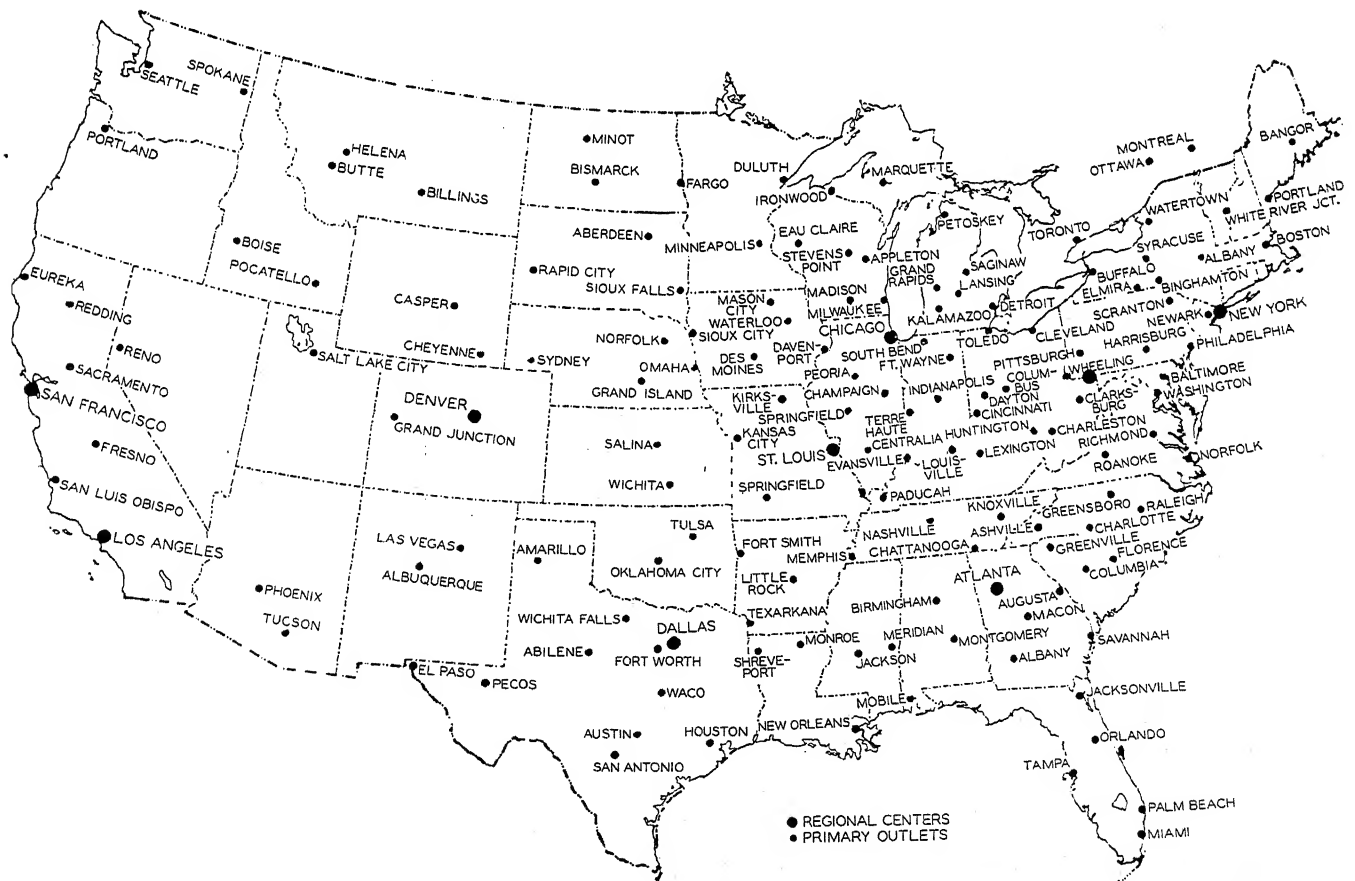 SEATTLE
SPOKANE
PORTLAND
HELENA
BUTTE
BILLINGS
MINOT
BISMARCK
FARGO
DULUTH
IRONWOOD
MARQUETTE
MONTREAL
OTTAWA
BANGOR
BOISE
POCATELLO
ABERDEEN
MINNEAPOLIS
EAU CLAIRE
STEVENS
POINT
APPLETON
PETOSKEY
TORONTO
WATERTOWN
PORTLAND
WHITE RIVER JCT.
SYRACUSE
ALBANY
BOSTON
EUREKA
REDDING
RENO
SACRAMENTO
SAN FRANCISCO
FRESNO
SAN LUIS OBISPO
LOS ANGELES
SALT LAKE CITY
CASPER
CHEYENNE
RAPID CITY
SIOUX FALLS
MASON
CITY
WATERLOO
SIOUX CITY
MADISON
MILWAUKEE
GRAND
RAPIDS
SAGINAW
LANSING
KALAMAZOO
DETROIT
BUFFALO
ELMIRA
BINGHAMTON
SCRANTON
NEWARK
NEW YORK
PHILADELPHIA
HARRISBURG
CLEVELAND
TOLEDO
CHICAGO
SOUTH BEND
FT. WAYNE
PITTSBURGH
WHEELING
NORFOLK
SYDNEY
OMAHA
GRAND ISLAND
DES
MOINES
DAVEN-
PORT
PEORIA
INDIANAPOLIS
COLUM-
BUS
DAYTON
CINCINNATI
CLARKS-
BURG
BALTIMORE
WASHINGTON
DENVER
GRAND JUNCTION
KIRKS-
VILLE
CHAMPAIGN
SPRINGFIELD
TERRE
HAUTE
KANSAS
CITY
CENTRALIA
HUNTINGTON
CHARLESTON
RICHMOND
NORFOLK
ROANOKE
SALINA
WICHITA
ST. LOUIS
EVANSVILLE
LOUIS-
VILLE
LEXINGTON
SPRINGFIELD
PADUCAH
KNOXVILLE
GREENSBORO
RALEIGH
NASHVILLE
ASHVILLE
CHARLOTTE
CHATTANOOGA
GREENVILLE
FLORENCE
COLUMBIA
LAS VEGAS
ALBUQUERQUE
AMARILLO
TULSA
OKLAHOMA CITY
FORT SMITH
MEMPHIS
LITTLE
ROCK
ATLANTA
AUGUSTA
MACON
PHOENIX
TUCSON
WICHITA FALLS
DALLAS
TEXARKANA
BIRMINGHAM
ABILENE
FORT WORTH
SHREVE-
PORT
MONROE
JACKSON
MERIDIAN
MONTGOMERY
ALBANY
SAVANNAH
EL PASO
PECOS
WACO
MOBILE
JACKSONVILLE
AUSTIN
HOUSTON
NEW ORLEANS
SAN ANTONIO
ORLANDO
TAMPA
PALM BEACH
MIAMI
REGIONAL CENTERS
PRIMARY OUTLETS